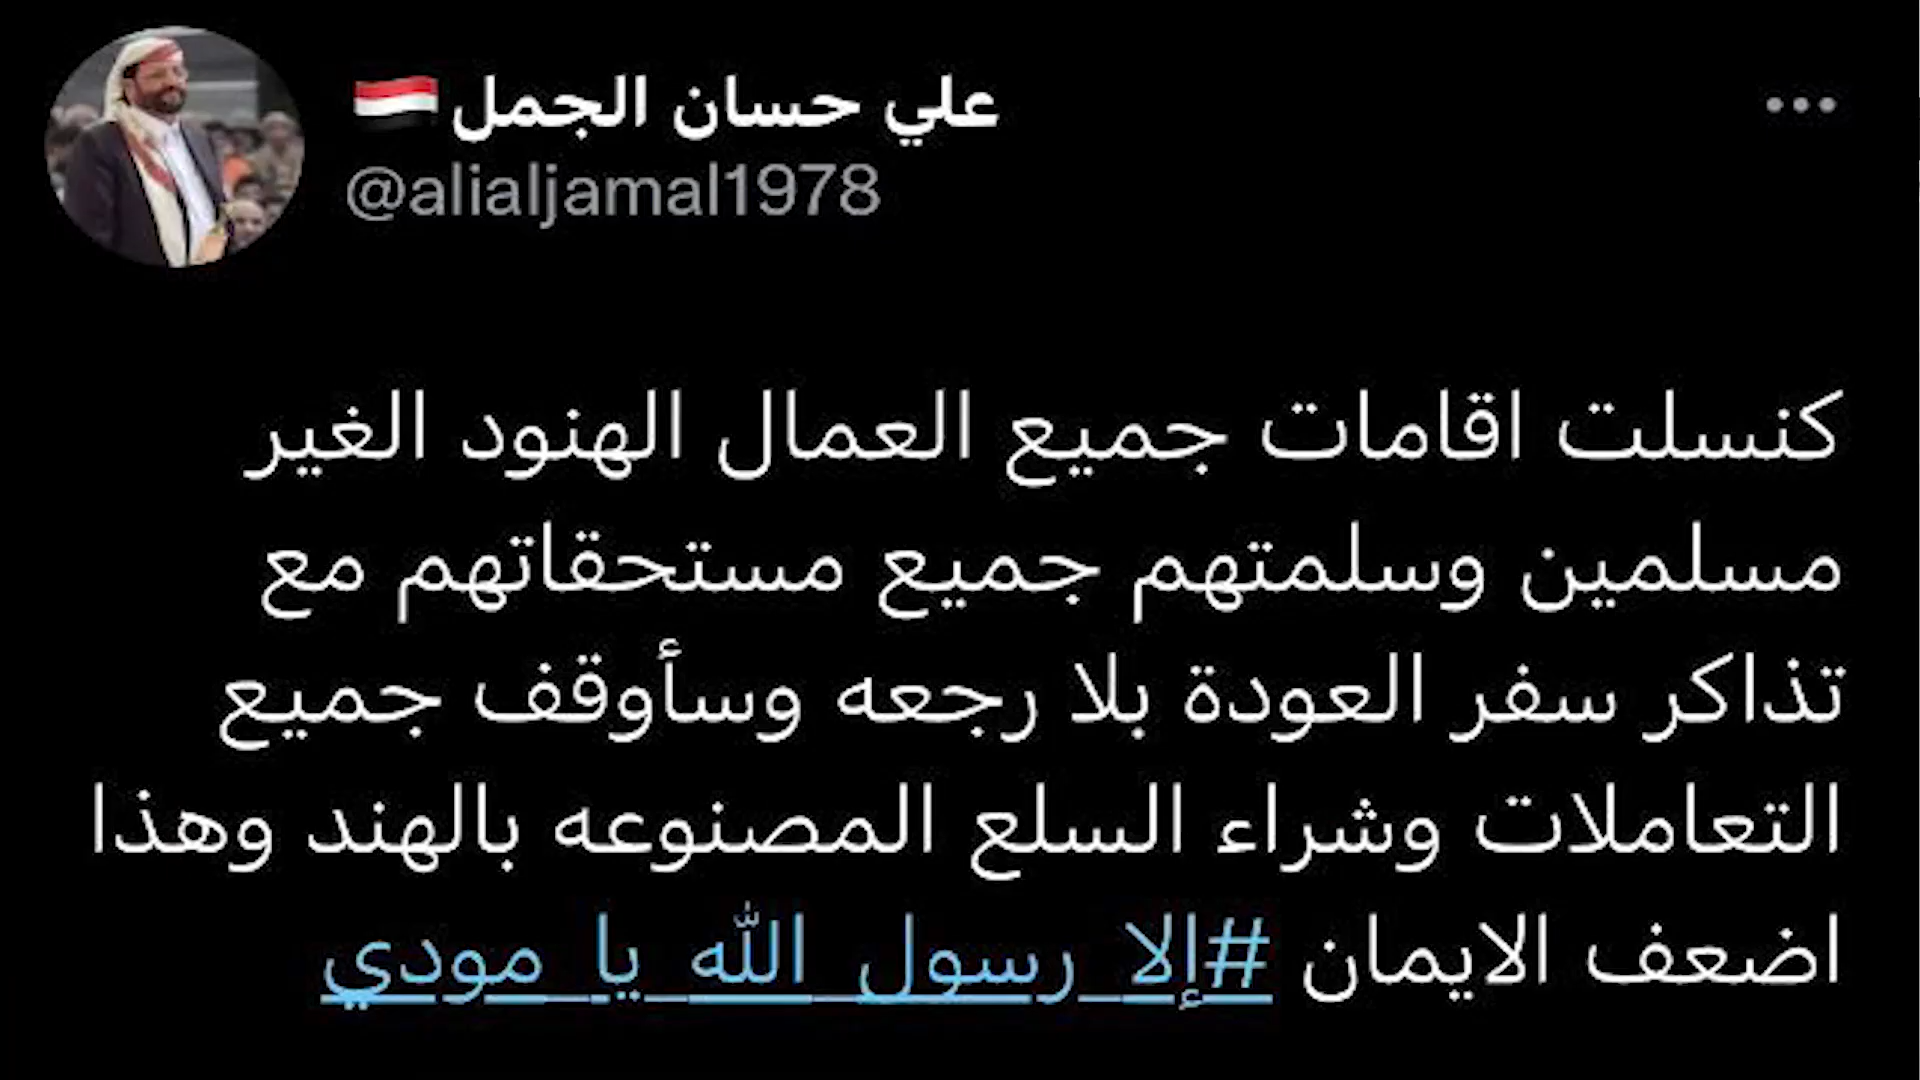 علي حسان الجمل
@alialjamal1978
كنسلت اقامات جميع العمال الهنود الغير
مسلمين وسلمتهم جميع مستحقاتهم مع
تذاكر سفر العودة بلا رجعه وسأوقف جميع
التعاملات وشراء السلع المصنوعه بالهند وهذا
اضعف الايمان #إلا_رسول_الله_يا_مودي